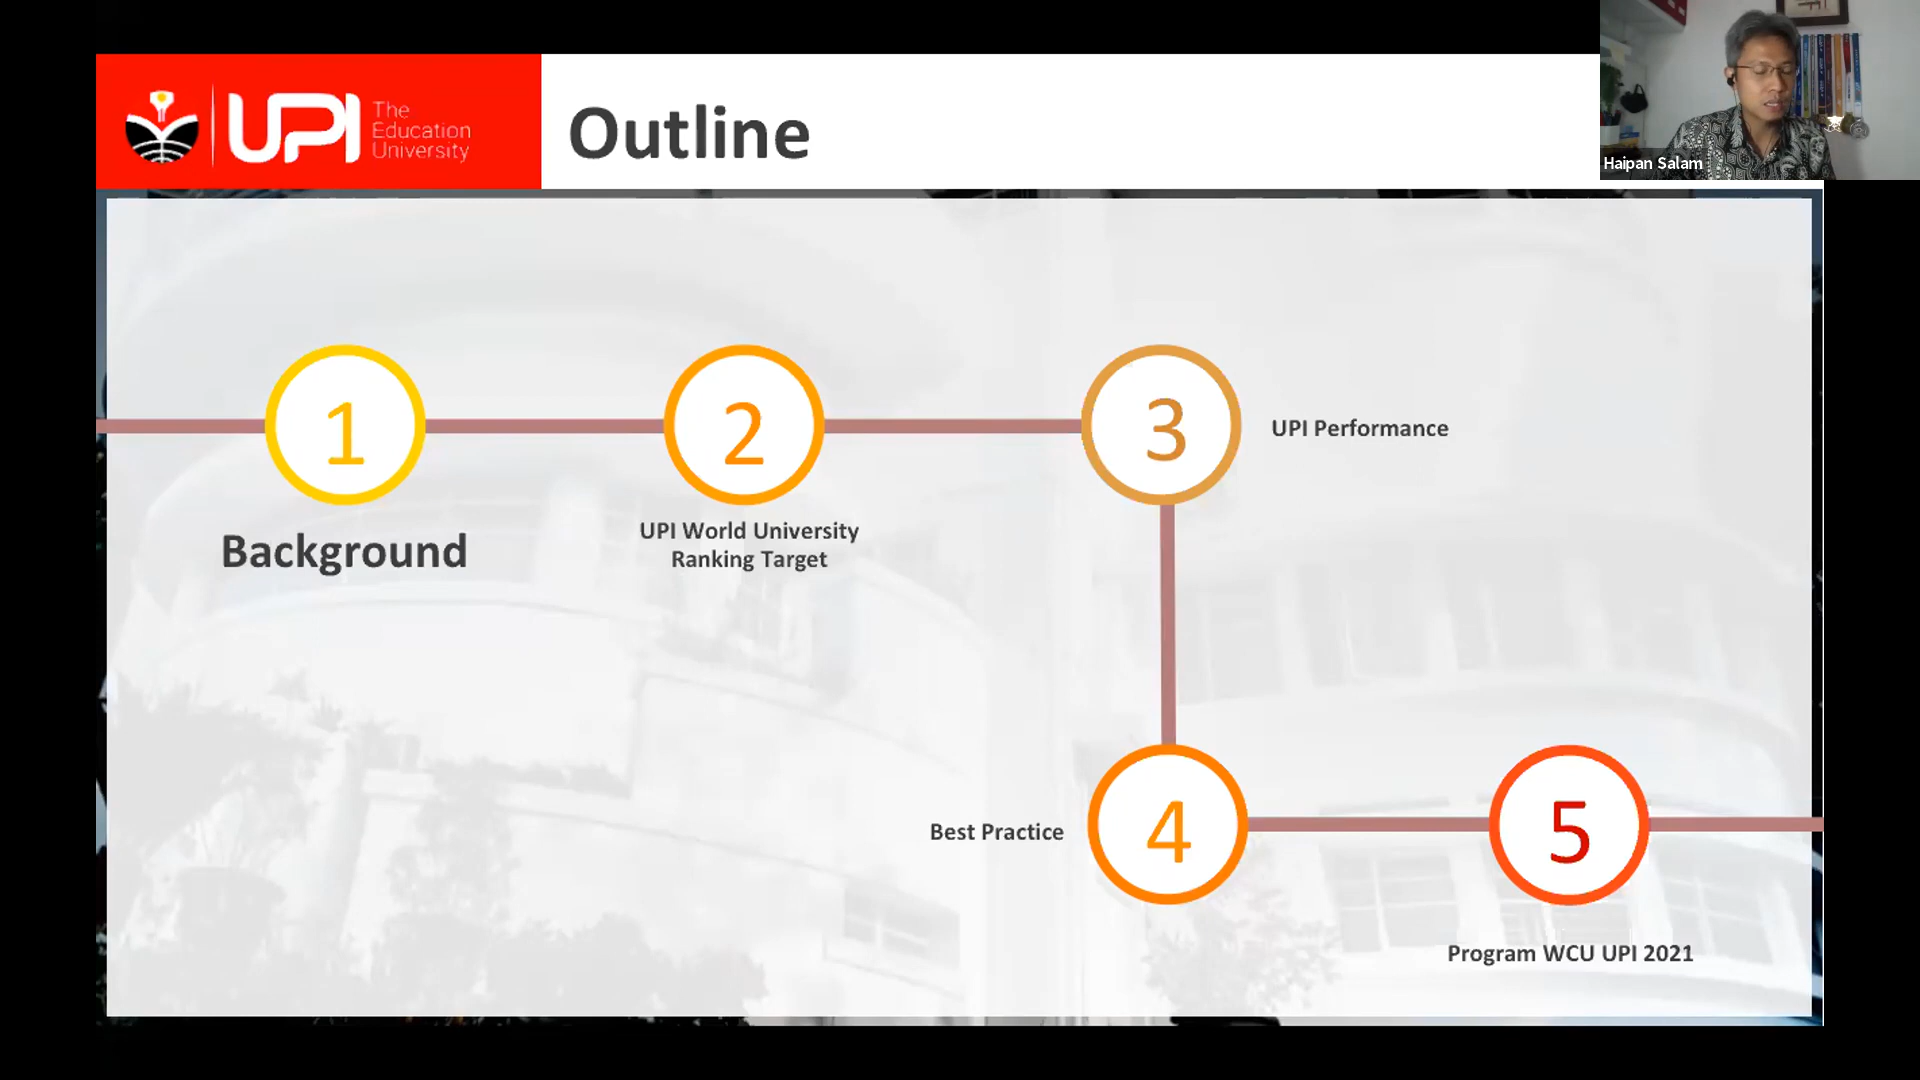 UPI
The
Education
University
Outline
Haipan Salam
1
2
3
UPI Performance
Background
UPI World University
Ranking Target
Best Practice
4
5
Program WCU UPI 2021